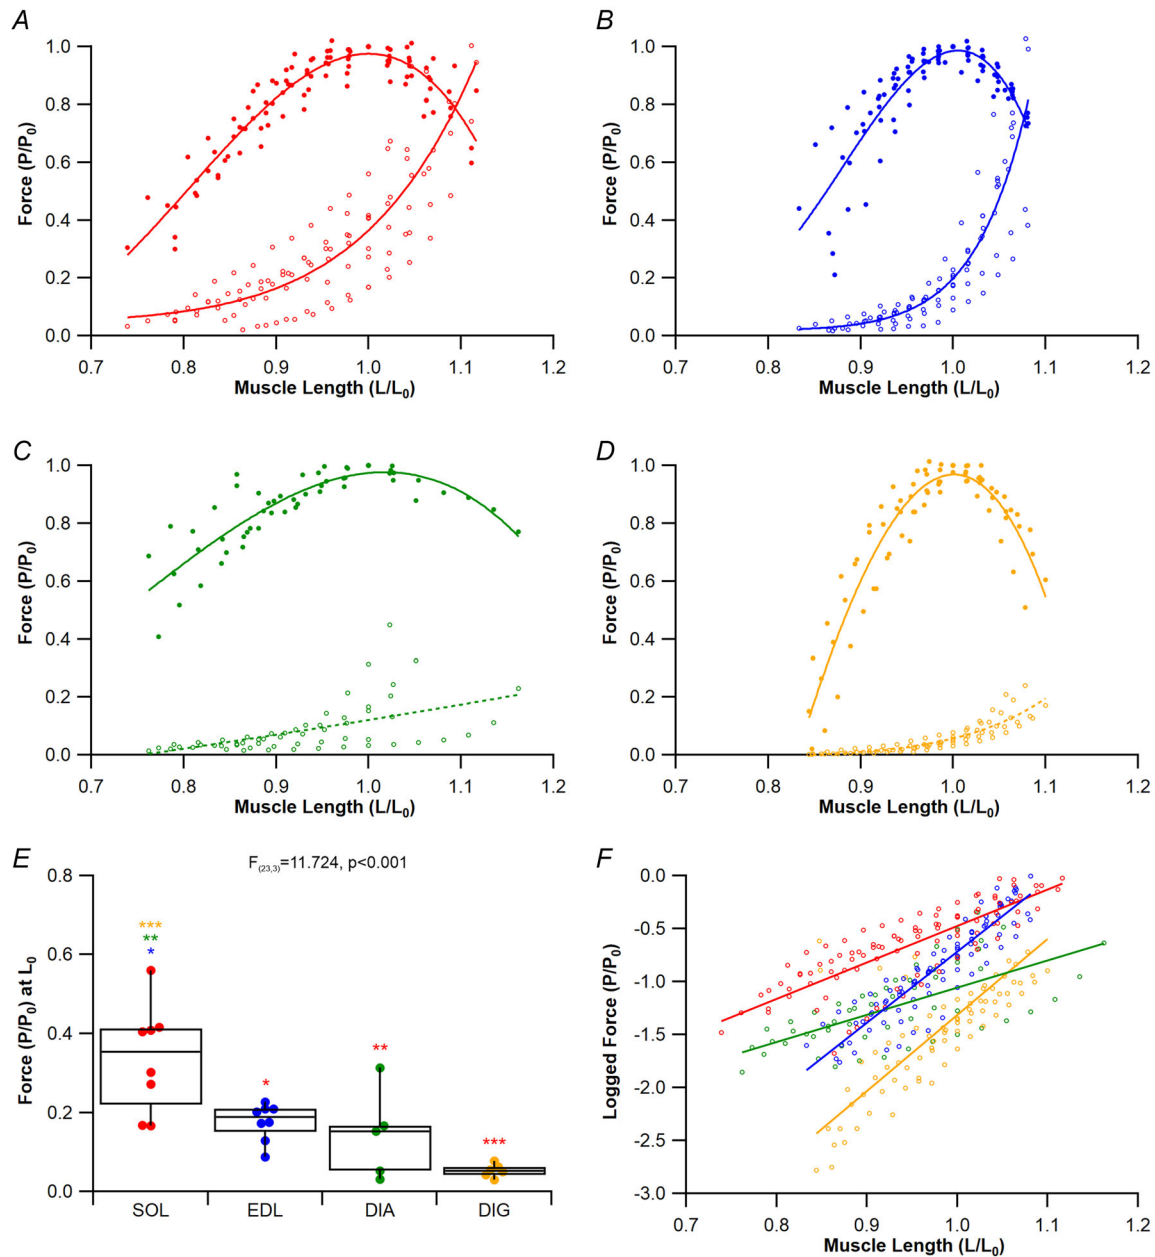 A
B
1.0
0.8
0.6
0.4
0.2
0.0
Force (P/P0)
0.7 0.8 0.9 1.0 1.1 1.2
Muscle Length (L/L0)
1.0
0.8
0.6
0.4
0.2
0.0
Force (P/P0)
0.7 0.8 0.9 1.0 1.1 1.2
Muscle Length (L/L0)
C
D
1.0
0.8
0.6
0.4
0.2
0.0
Force (P/P0)
0.7 0.8 0.9 1.0 1.1 1.2
Muscle Length (L/L0)
1.0
0.8
0.6
0.4
0.2
0.0
Force (P/P0)
0.7 0.8 0.9 1.0 1.1 1.2
Muscle Length (L/L0)
E
F(23,3)=11.724, p<0.001
0.8
0.6
0.4
0.2
0.0
Force (P/P0) at L0
***
**
*
*
**
***
SOL EDL DIA DIG
F
0.0
-0.5
-1.0
-1.5
-2.0
-2.5
-3.0
Logged Force (P/P0)
0.7 0.8 0.9 1.0 1.1 1.2
Muscle Length (L/L0)